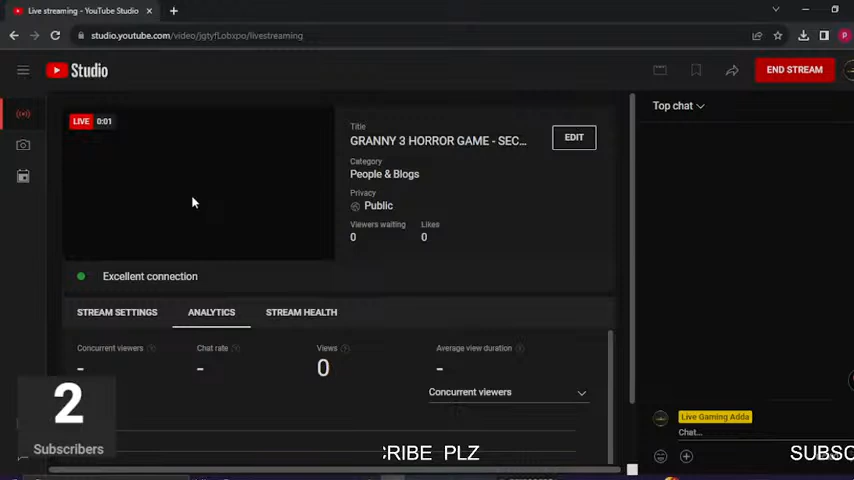 Live streaming - YouTube Studio
studio.youtube.com/video/jgtyfLobxpo/livestreaming
Studio
END STREAM
LIVE 0:01
Title
GRANNY 3 HORROR GAME - SEC...
EDIT
Category
People & Blogs
Privacy
Public
Viewers waiting
Likes
0
0
Excellent connection
STREAM SETTINGS
ANALYTICS
STREAM HEALTH
Concurrent viewers
Chat rate
Views
Average view duration
-
-
0
-
Concurrent viewers
2
Subscribers
Top chat
Live Gaming Adda
Chat...
CRIBE PLZ
SUBSC
P